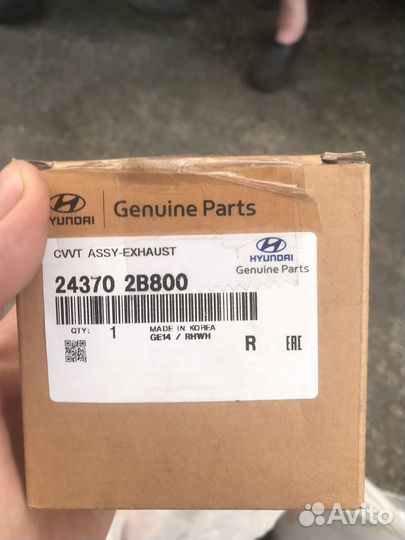 HYUNDAI
Genuine Parts
CVVT ASSY-EXHAUST
HYUNDAI
Genuine Parts
24370 2B800
QTY: 1 MADE IN KOREA
GE14 / RHWH
R EAC
Avito